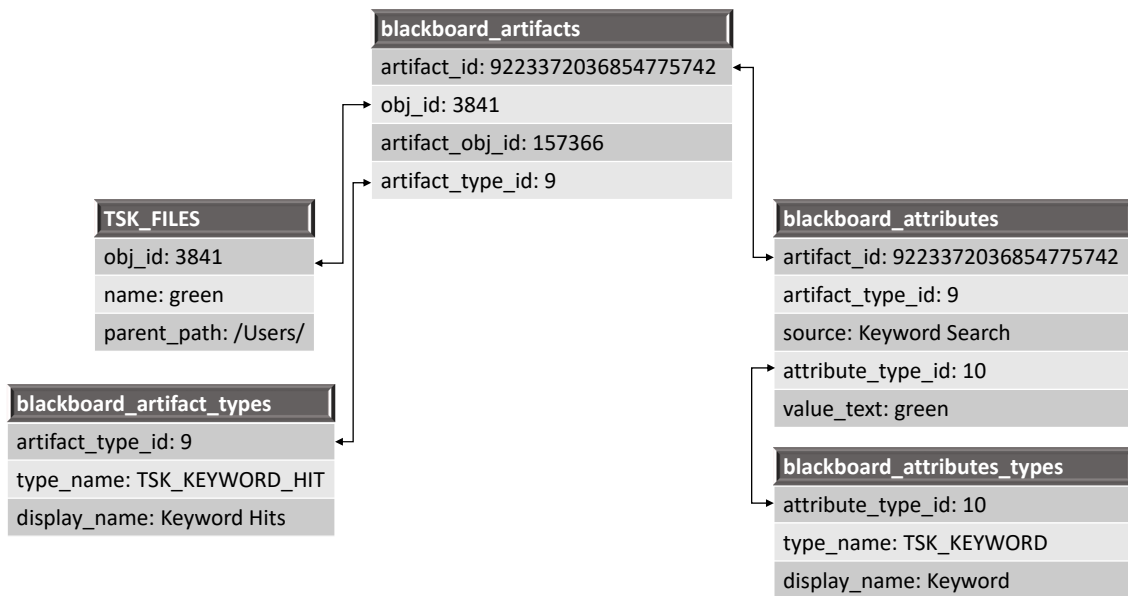 blackboard_artifacts
artifact_id: 9223372036854775742
obj_id: 3841
artifact_obj_id: 157366
artifact_type_id: 9
TSK_FILES
obj_id: 3841
name: green
parent_path: /Users/
blackboard_artifact_types
artifact_type_id: 9
type_name: TSK_KEYWORD_HIT
display_name: Keyword Hits
blackboard_attributes
artifact_id: 9223372036854775742
artifact_type_id: 9
source: Keyword Search
attribute_type_id: 10
value_text: green
blackboard_attributes_types
attribute_type_id: 10
type_name: TSK_KEYWORD
display_name: Keyword